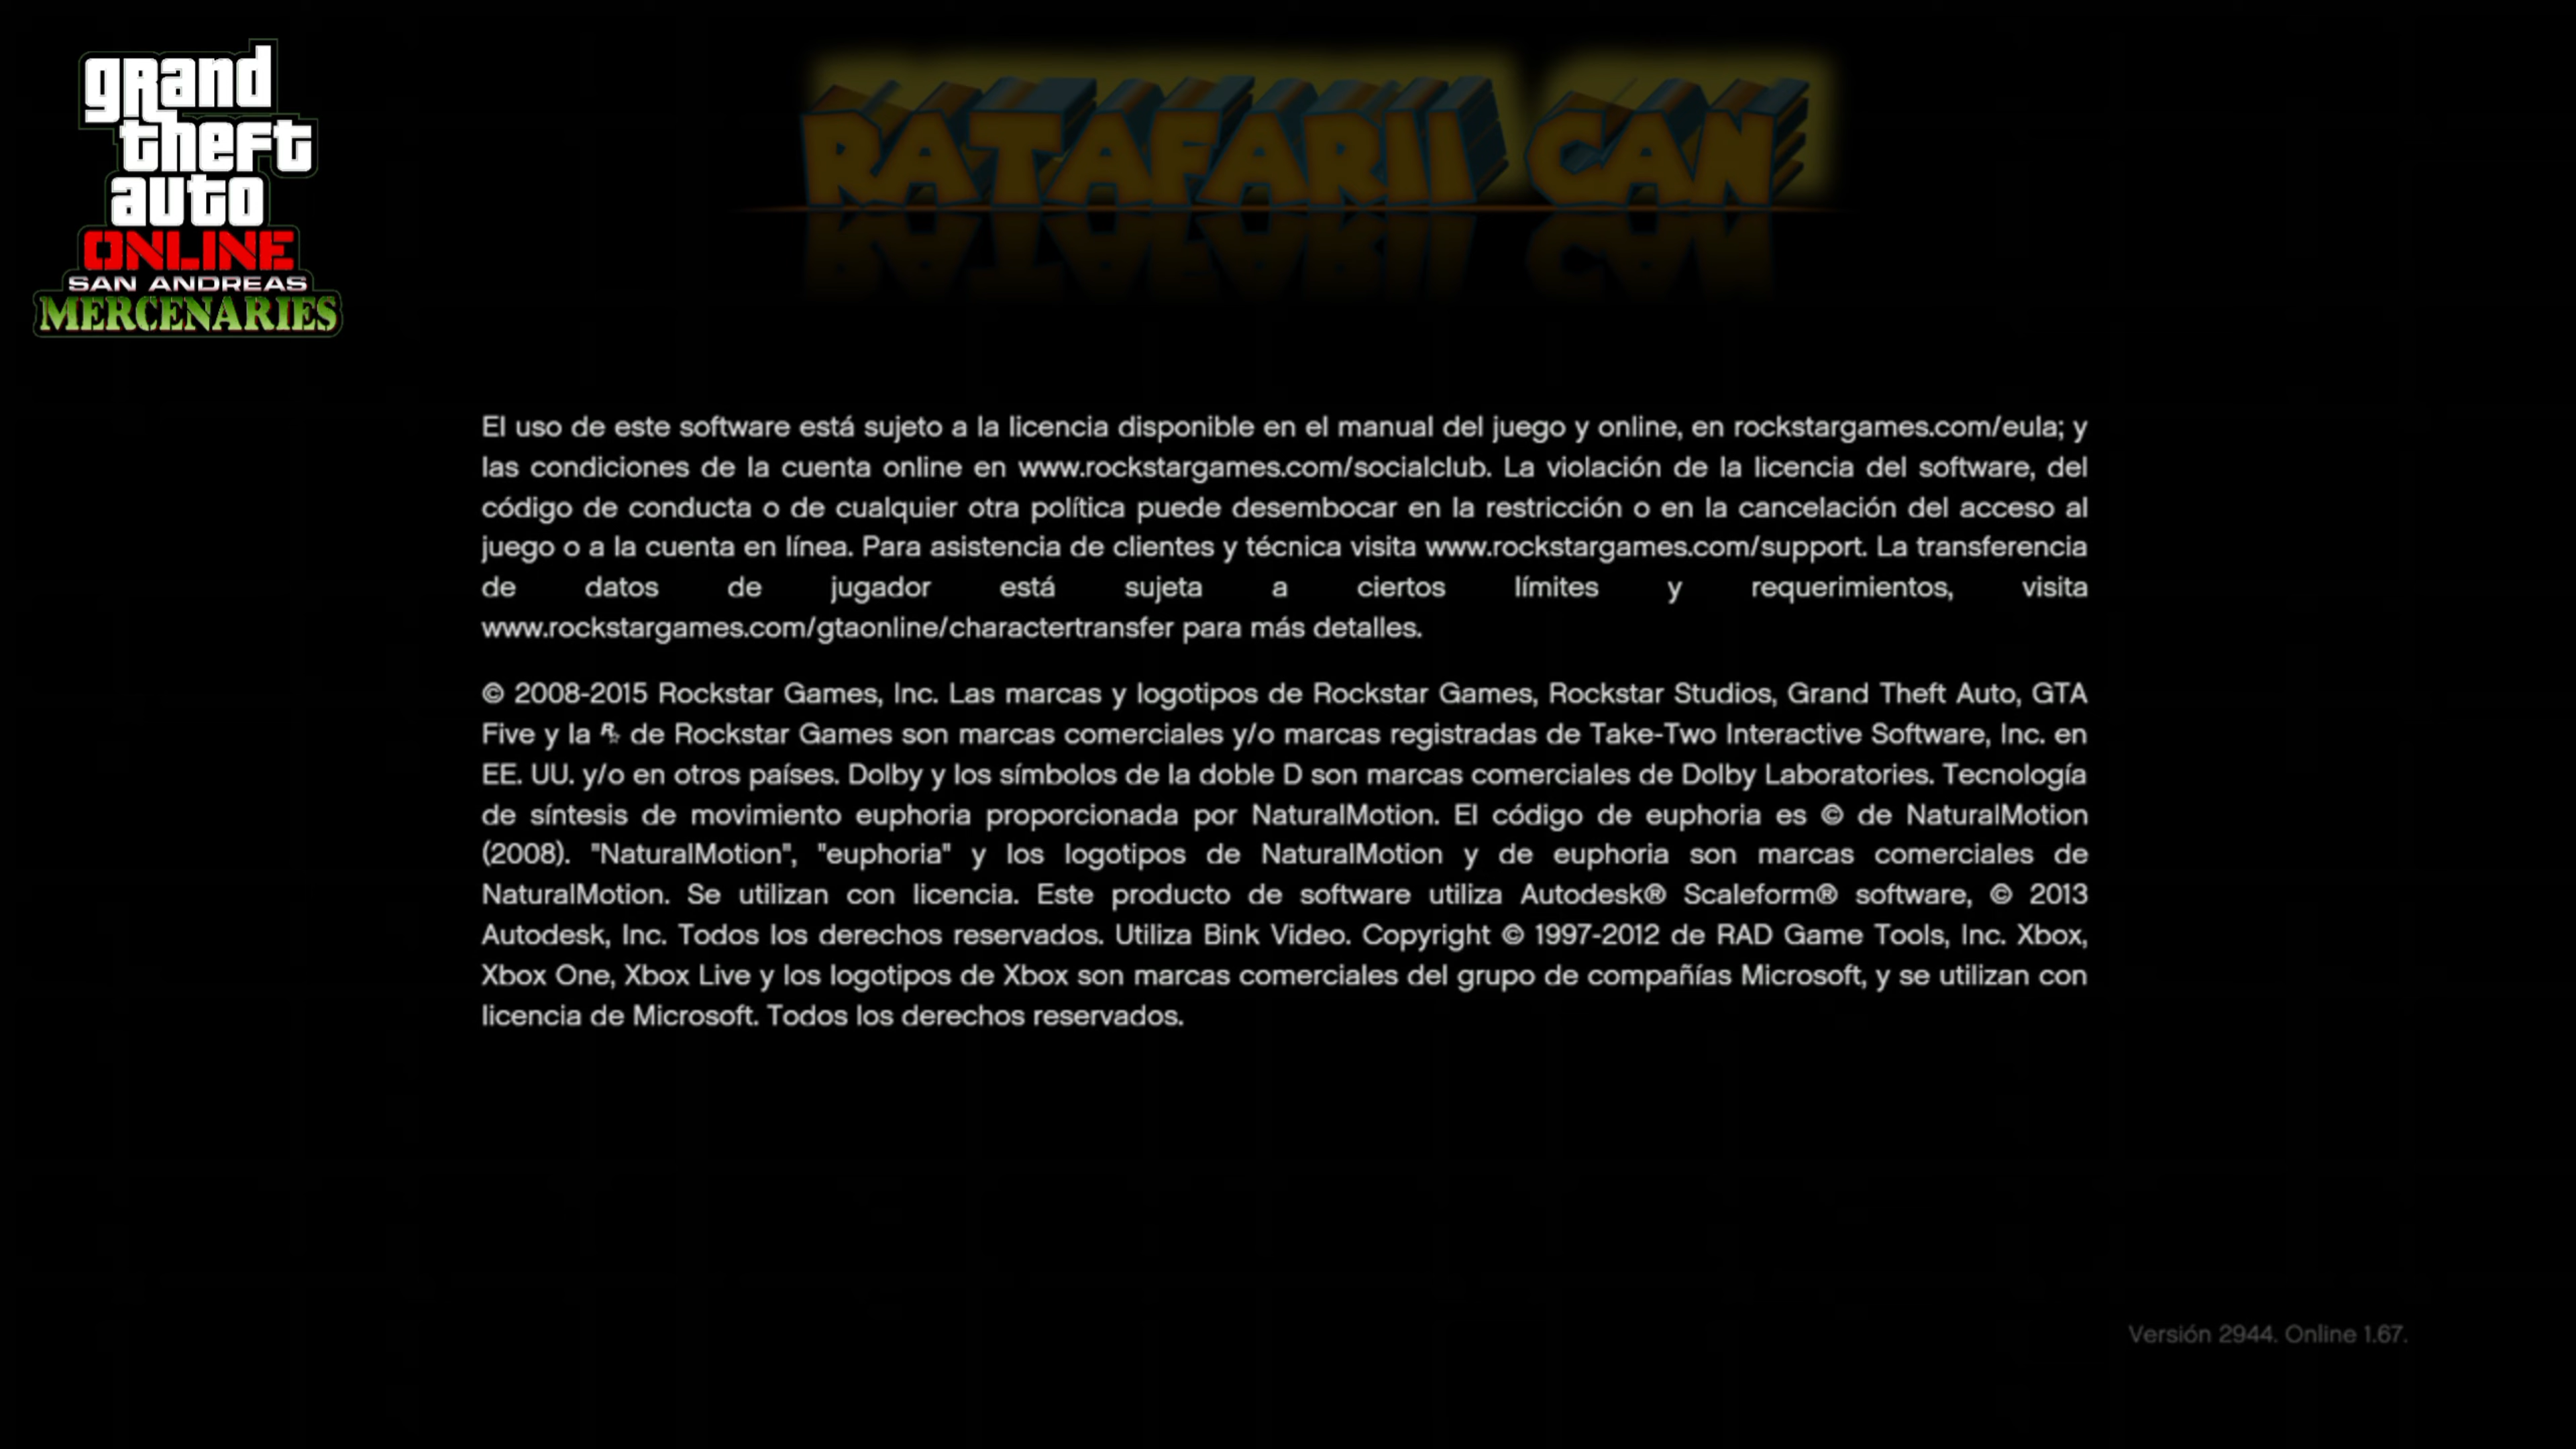 grand
theft
auto
ONLINE
SAN ANDREAS
MERCENARIES
RATAFARII CAN
El uso de este software está sujeto a la licencia disponible en el manual del juego y online, en rockstargames.com/eula; y
las condiciones de la cuenta online en www.rockstargames.com/socialclub. La violación de la licencia del software, del
código de conducta o de cualquier otra política puede desembocar en la restricción o en la cancelación del acceso al
juego o a la cuenta en línea. Para asistencia de clientes y técnica visita www.rockstargames.com/support. La transferencia
de datos de jugador está sujeta a ciertos límites y requerimientos, visita
www.rockstargames.com/gtaonline/charactertransfer para más detalles.
© 2008-2015 Rockstar Games, Inc. Las marcas y logotipos de Rockstar Games, Rockstar Studios, Grand Theft Auto, GTA
Five y la R* de Rockstar Games son marcas comerciales y/o marcas registradas de Take-Two Interactive Software, Inc. en
EE. UU. y/o en otros países. Dolby y los símbolos de la doble D son marcas comerciales de Dolby Laboratories. Tecnología
de síntesis de movimiento euphoria proporcionada por NaturalMotion. El código de euphoria es © de NaturalMotion
(2008). "NaturalMotion", "euphoria" y los logotipos de NaturalMotion y de euphoria son marcas comerciales de
NaturalMotion. Se utilizan con licencia. Este producto de software utiliza Autodesk® Scaleform® software, © 2013
Autodesk, Inc. Todos los derechos reservados. Utiliza Bink Video. Copyright © 1997-2012 de RAD Game Tools, Inc. Xbox,
Xbox One, Xbox Live y los logotipos de Xbox son marcas comerciales del grupo de compañías Microsoft, y se utilizan con
licencia de Microsoft. Todos los derechos reservados.
Versión 2944. Online 1.67.